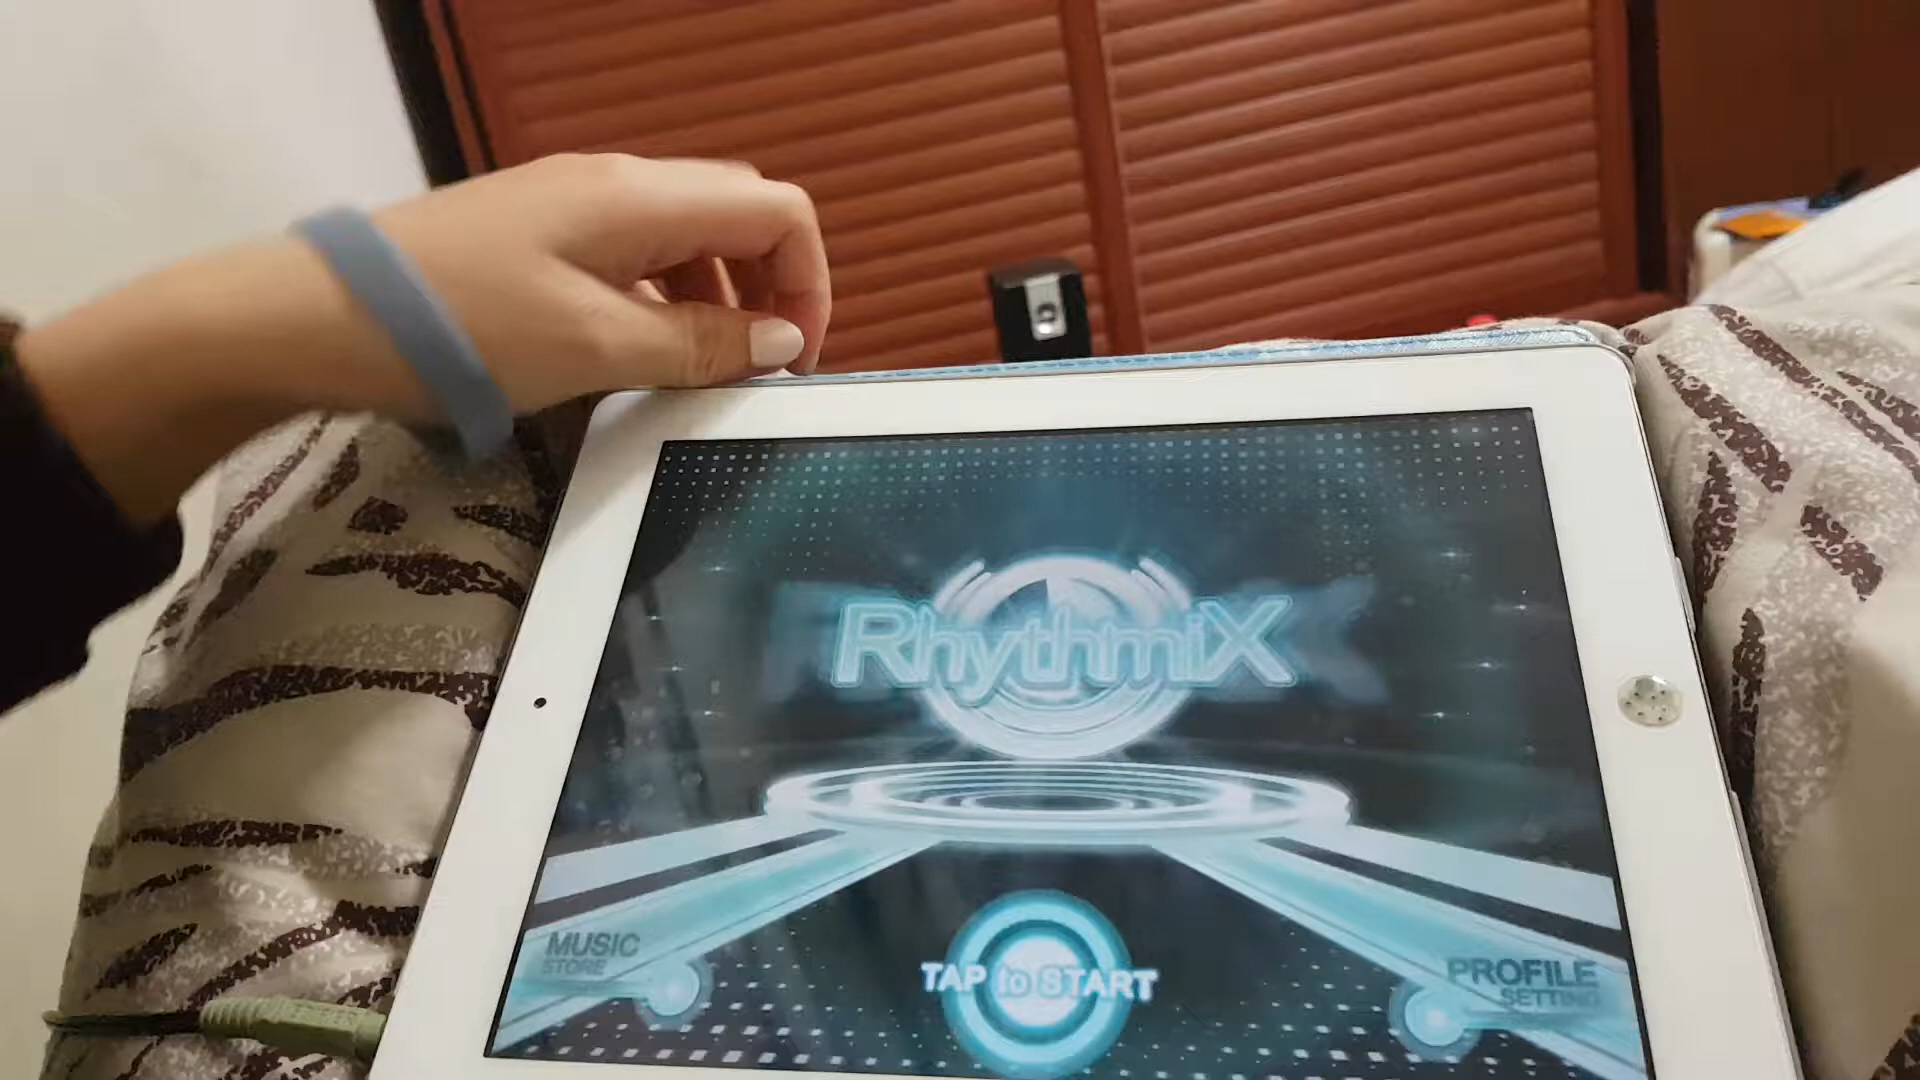 RhythmiX
MUSIC
STORE
TAP to START
PROFILE
SETTING